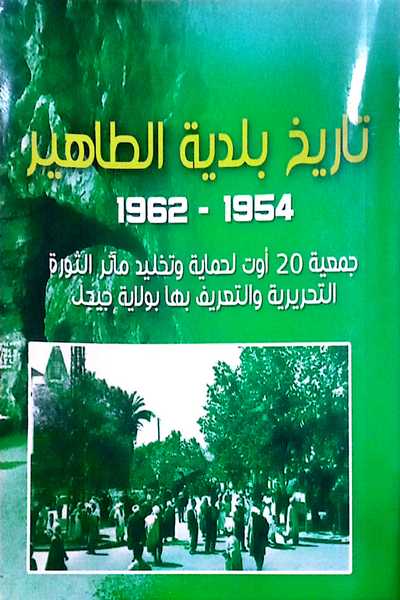 تاريخ بلدية الطاهير
1954 - 1962
جمعية 20 أوت لحماية وتخليد مآثر الثورة
التحريرية والتعريف بها بولاية جيجل